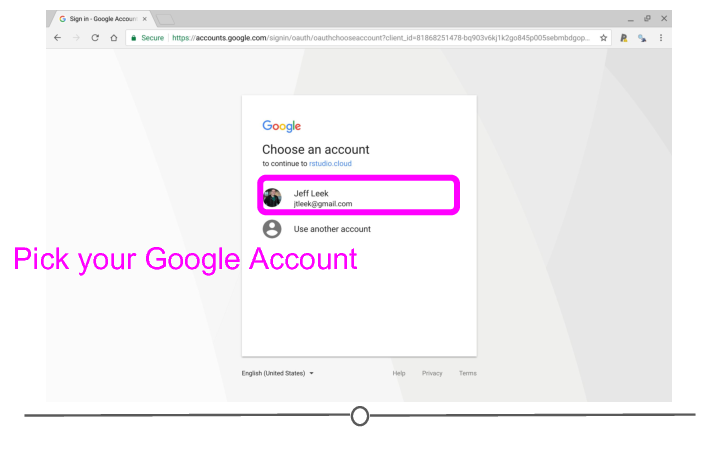 Sign in - Google Accoun
Secure https://accounts.google.com/signin/oauth/oauthchooseaccount?client_id=81868251478-bq903v6kj1k2go845p005sebmbdgop...
Google
Choose an account
to continue to rstudio.cloud
Jeff Leek
jtleek@gmail.com
Use another account
Pick your Google Account
English (United States) Help Privacy Terms